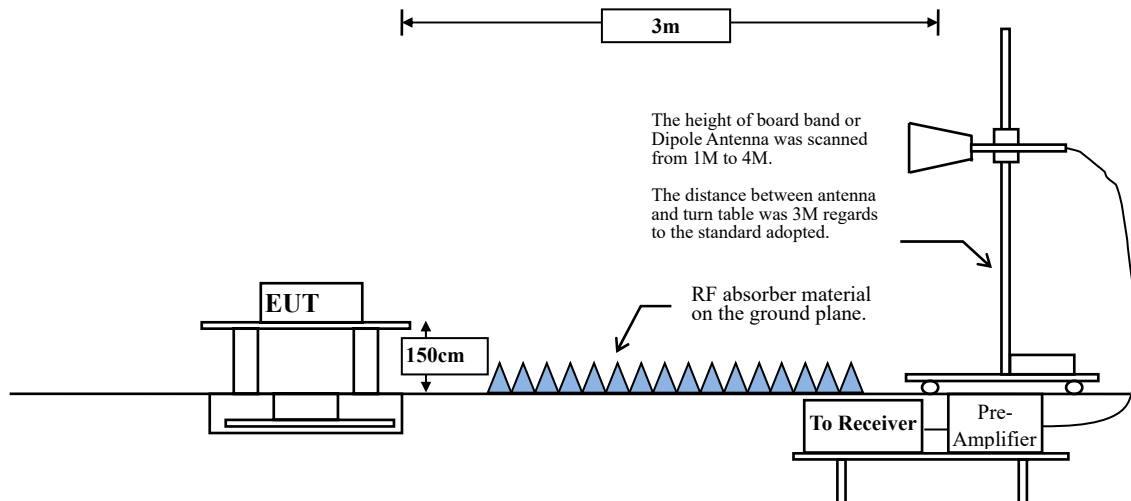 3m
The height of board band or
Dipole Antenna was scanned
from 1M to 4M.
The distance between antenna
and turn table was 3M regards
to the standard adopted.
EUT
RF absorber material
on the ground plane.
150cm
To Receiver
Pre-
Amplifier